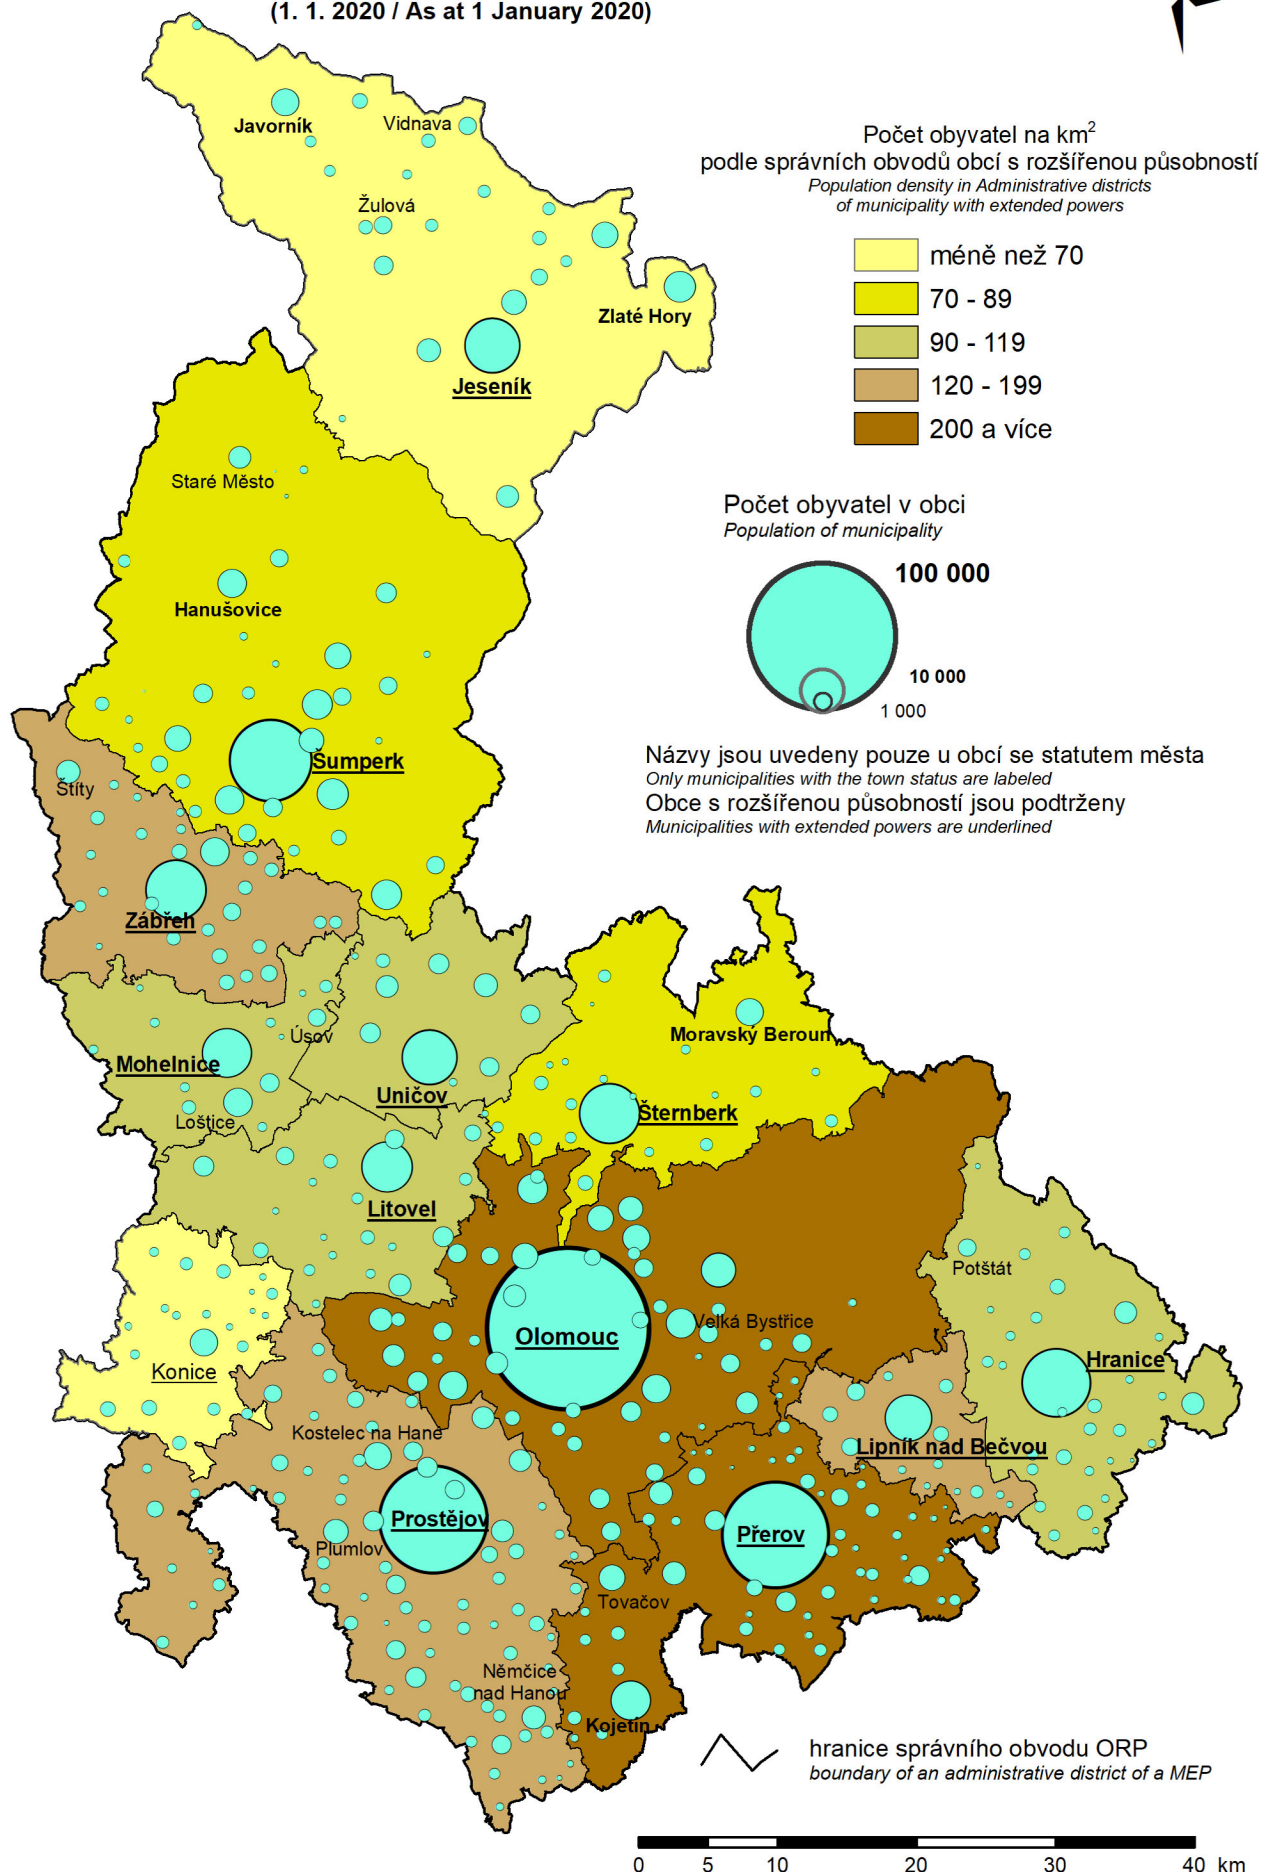 (1. 1. 2020 / As at 1 January 2020)
Počet obyvatel na km²
podle správních obvodů obcí s rozšířenou působností
Population density in Administrative districts
of municipality with extended powers
méně než 70
70 - 89
90 - 119
120 - 199
200 a více
Počet obyvatel v obci
Population of municipality
100 000
10 000
1 000
Názvy jsou uvedeny pouze u obcí se statutem města
Only municipalities with the town status are labeled
Obce s rozšířenou působností jsou podtrženy
Municipalities with extended powers are underlined
Javorník
Vidnava
Žulová
Zlaté Hory
Jeseník
Staré Město
Hanušovice
Šumperk
Štíty
Zábřeh
Moravský Beroun
Úsov
Mohelnice
Uničov
Šternberk
Loštice
Litovel
Potštát
Velká Bystřice
Olomouc
Hranice
Konice
Kostelec na Hané
Lipník nad Bečvou
Prostějov
Přerov
Plumlov
Tovačov
Němčice
nad Hanou
Kojetín
hranice správního obvodu ORP
boundary of an administrative district of a MEP
0 5 10 20 30 40 km